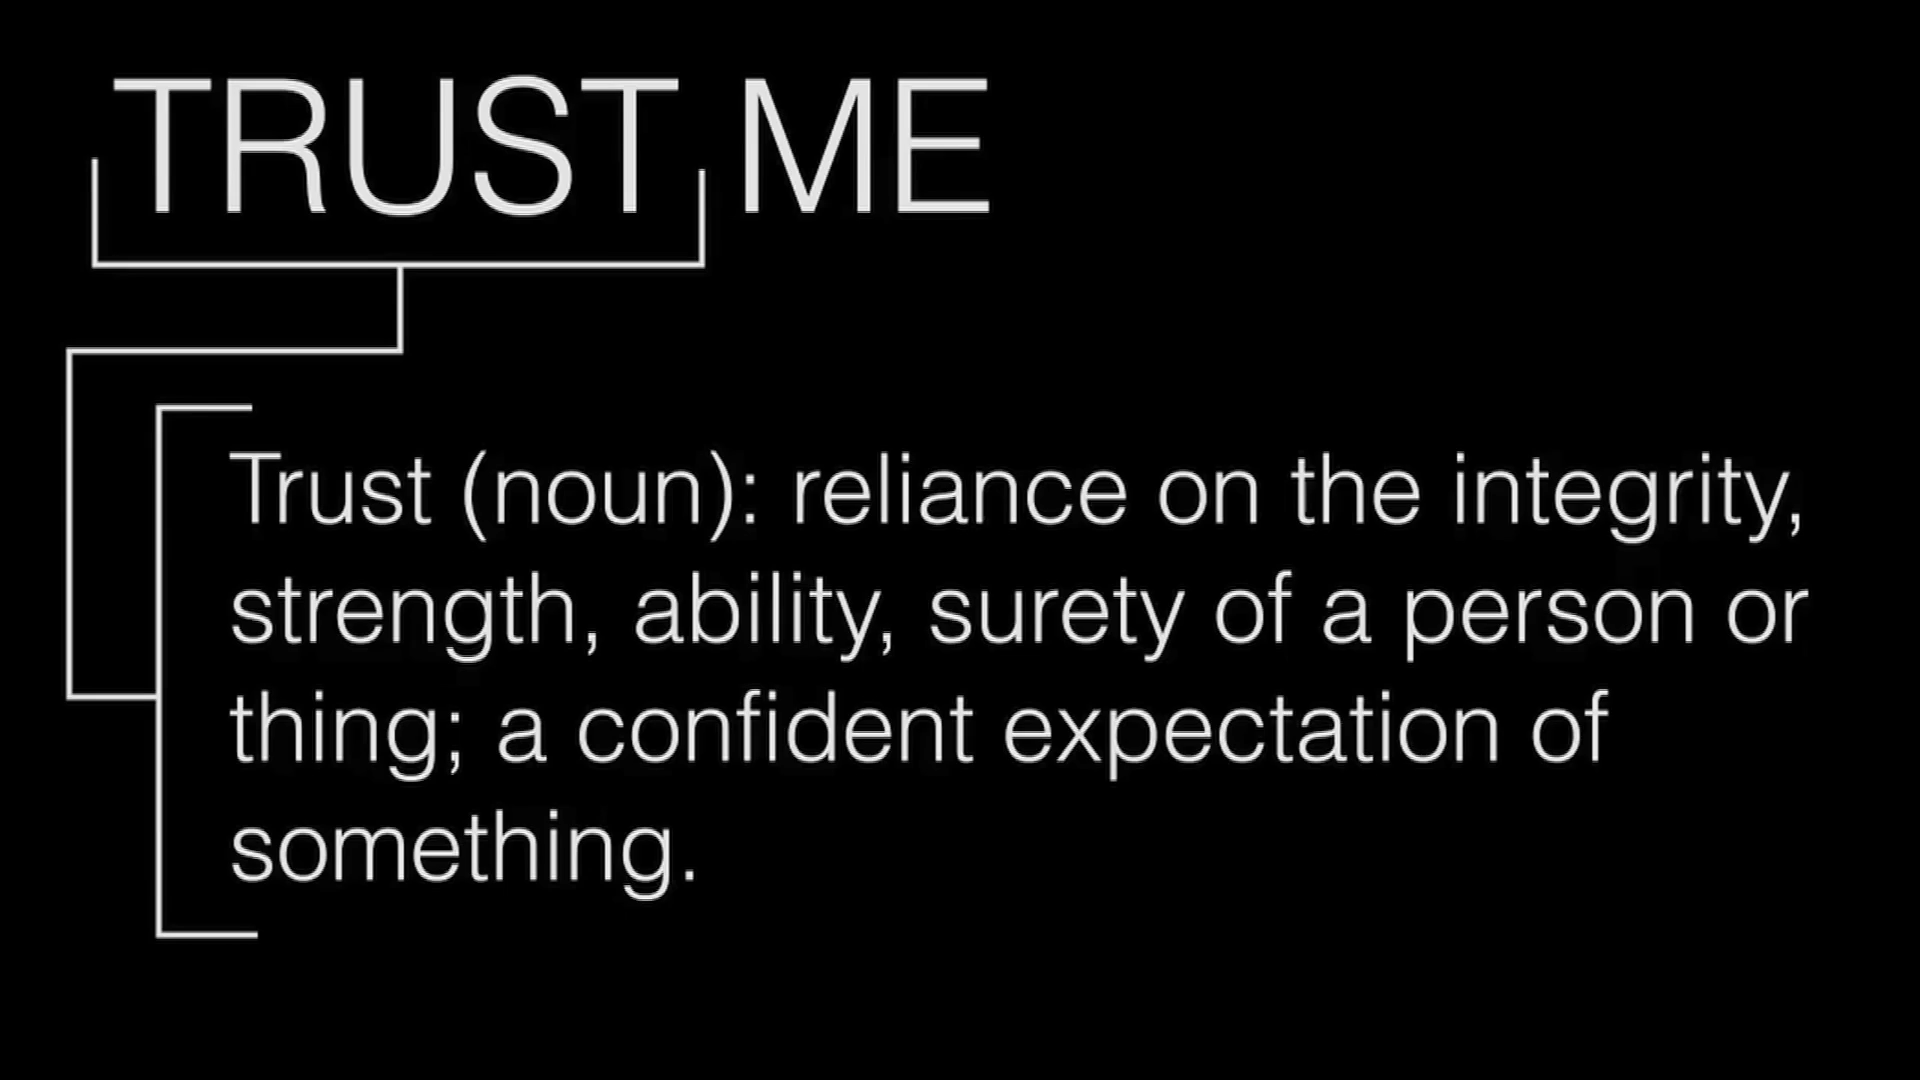 TRUST ME
Trust (noun): reliance on the integrity,
strength, ability, surety of a person or
thing; a confident expectation of
something.